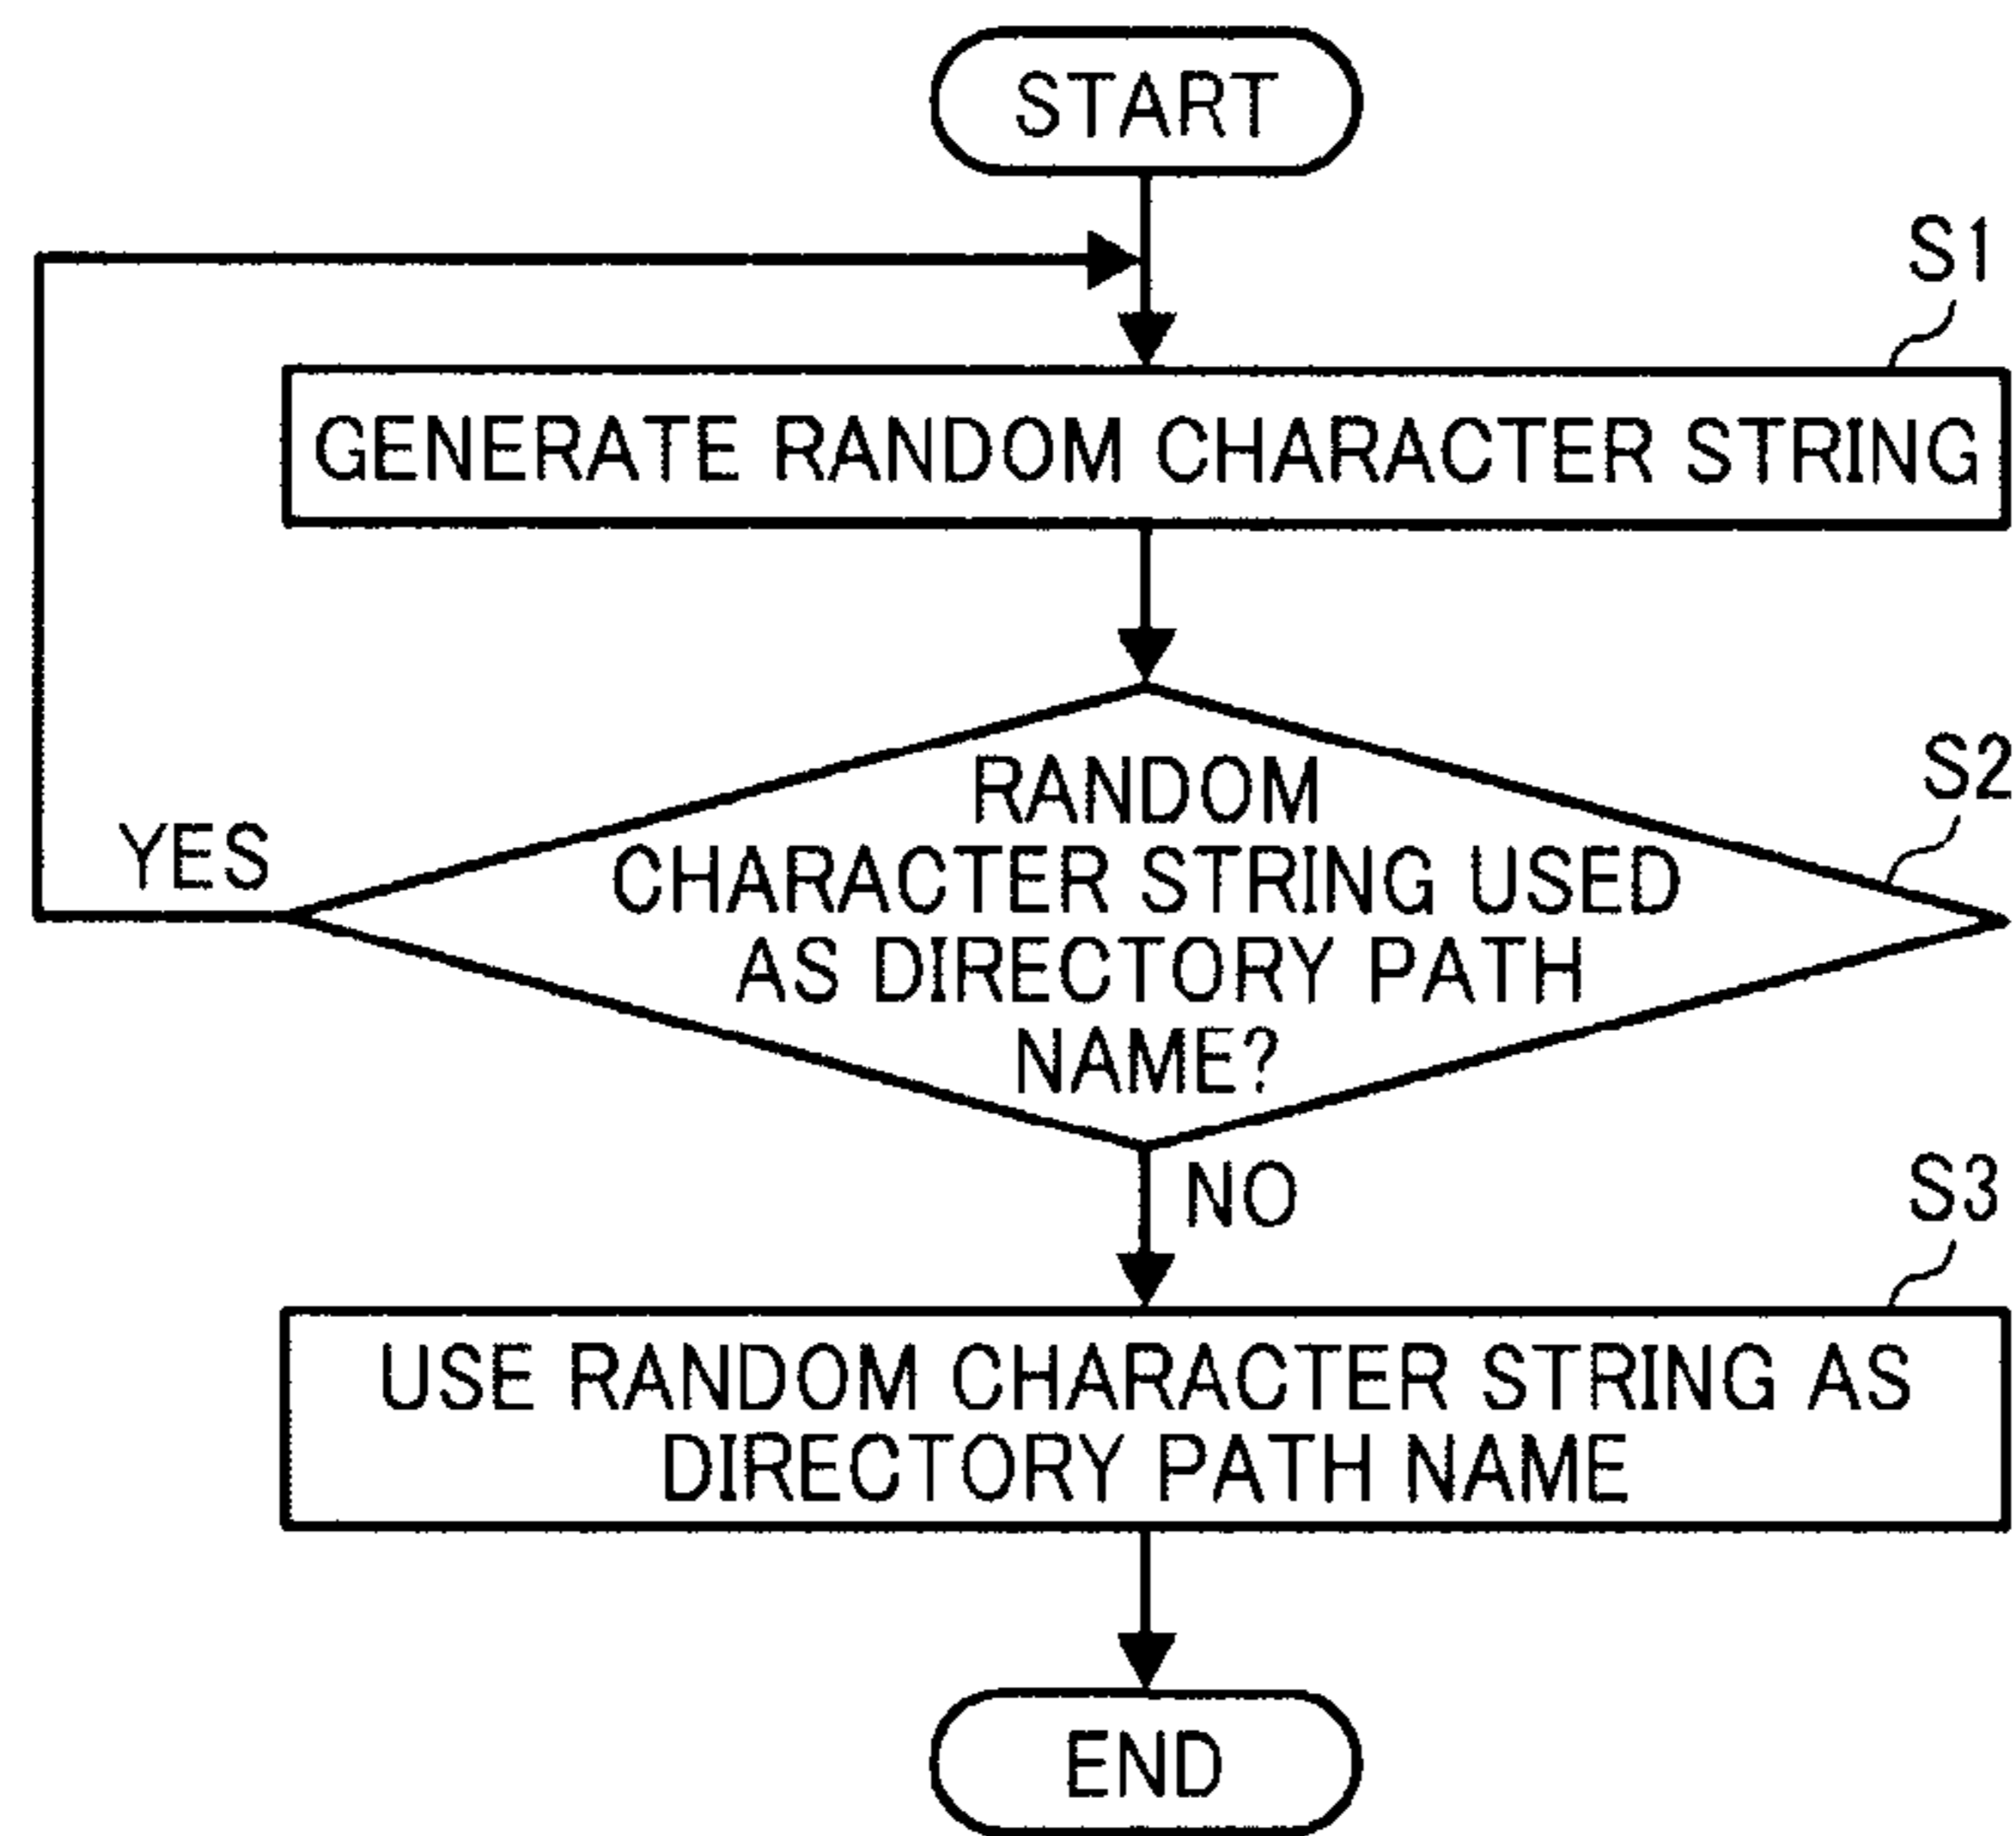 START
S1
GENERATE RANDOM CHARACTER STRING
S2
RANDOM
CHARACTER STRING USED
AS DIRECTORY PATH
NAME?
YES
NO
S3
USE RANDOM CHARACTER STRING AS
DIRECTORY PATH NAME
END